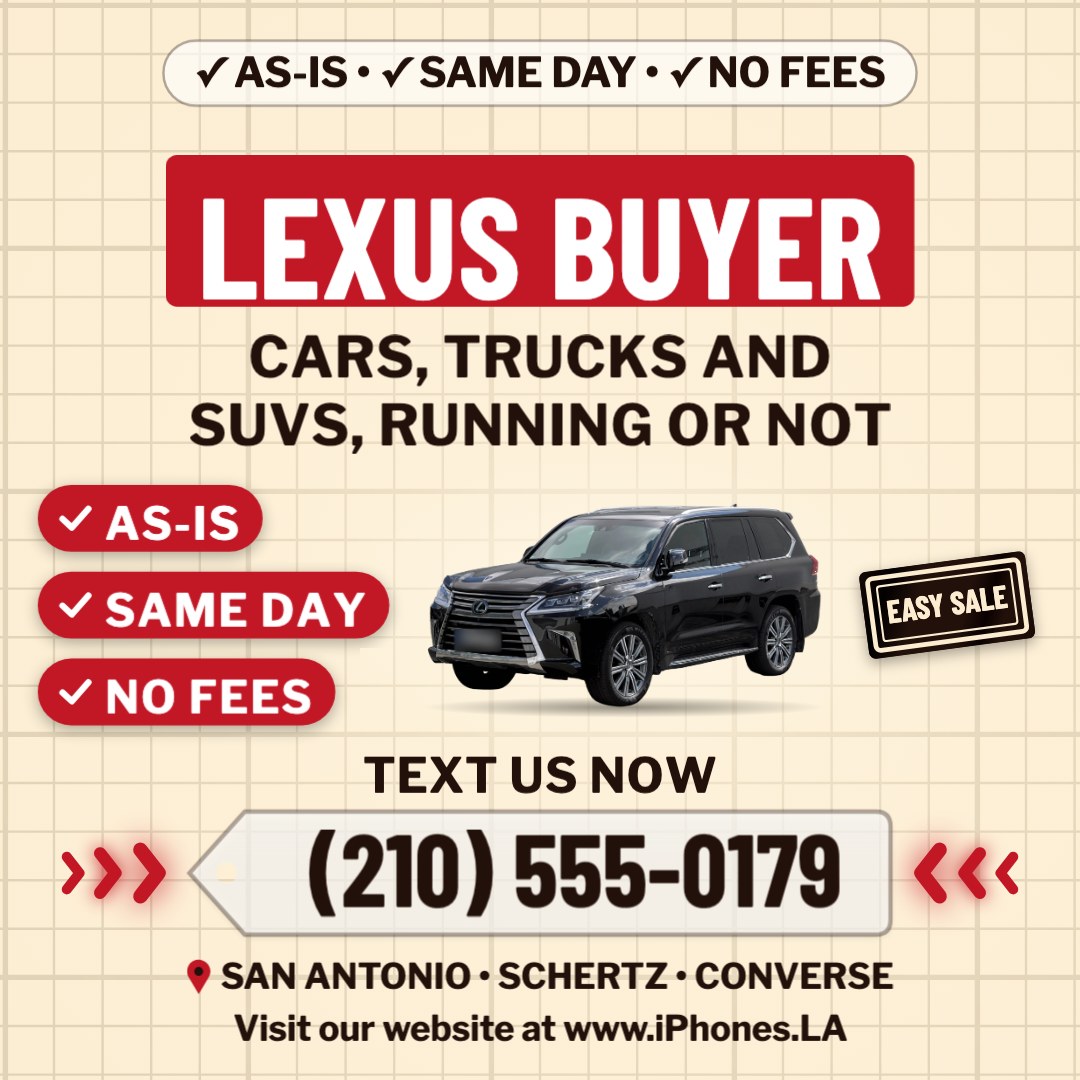 ✓AS-IS • ✓SAME DAY • ✓NO FEES
LEXUS BUYER
CARS, TRUCKS AND
SUVS, RUNNING OR NOT
✓ AS-IS
✓ SAME DAY
✓ NO FEES
EASY SALE
TEXT US NOW
(210) 555-0179
SAN ANTONIO • SCHERTZ • CONVERSE
Visit our website at www.iPhones.LA